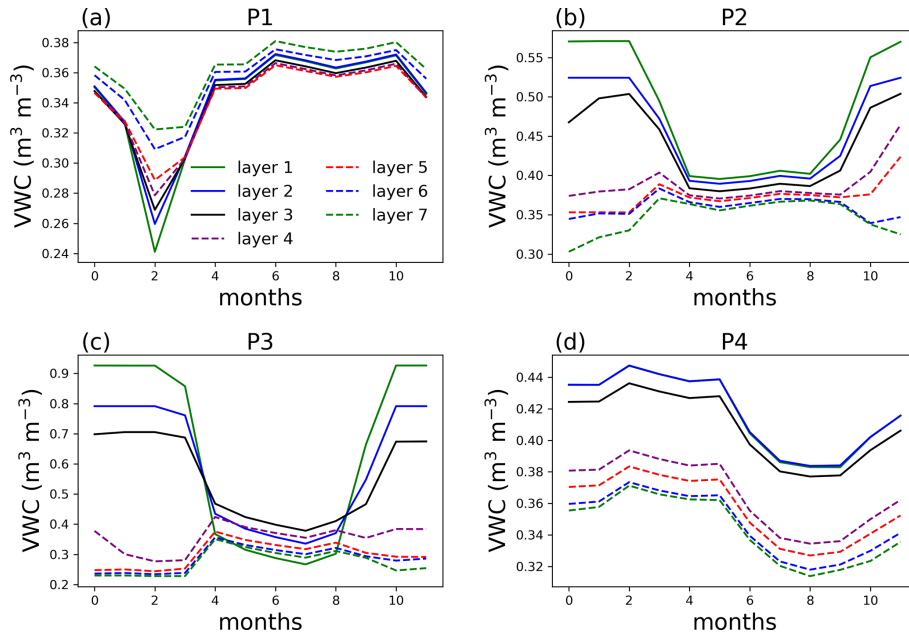 (a) P1
0.38
0.36
0.34
0.32
0.30
0.28
0.26
0.24
VWC (m³ m⁻³)
layer 1
layer 2
layer 3
layer 4
layer 5
layer 6
layer 7
0 2 4 6 8 10
months
(b) P2
0.55
0.50
0.45
0.40
0.35
0.30
VWC (m³ m⁻³)
0 2 4 6 8 10
months
(c) P3
0.9
0.8
0.7
0.6
0.5
0.4
0.3
0.2
VWC (m³ m⁻³)
0 2 4 6 8 10
months
(d) P4
0.44
0.42
0.40
0.38
0.36
0.34
0.32
VWC (m³ m⁻³)
0 2 4 6 8 10
months